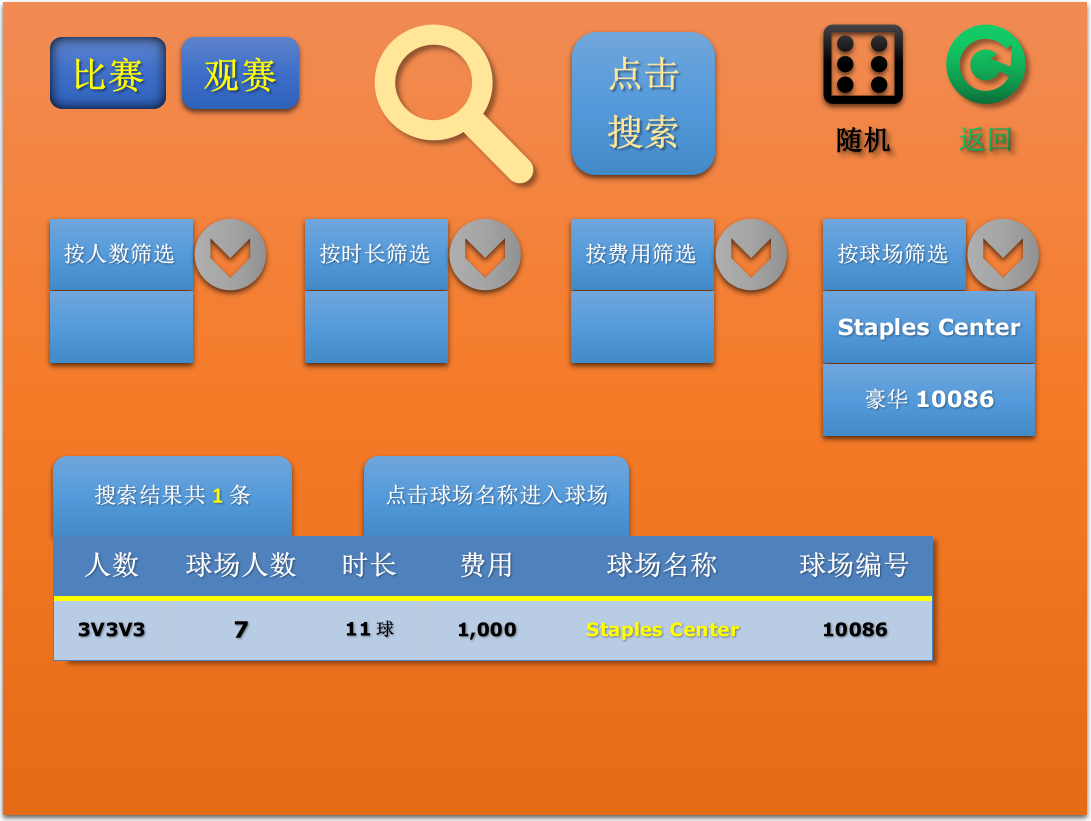 比赛
观赛
点击
搜索
随机
返回
按人数筛选
按时长筛选
按费用筛选
按球场筛选
Staples Center
豪华 10086
搜索结果共 1 条
点击球场名称进入球场
人数 球场人数 时长 费用 球场名称 球场编号
3V3V3 7 11 球 1,000 Staples Center 10086